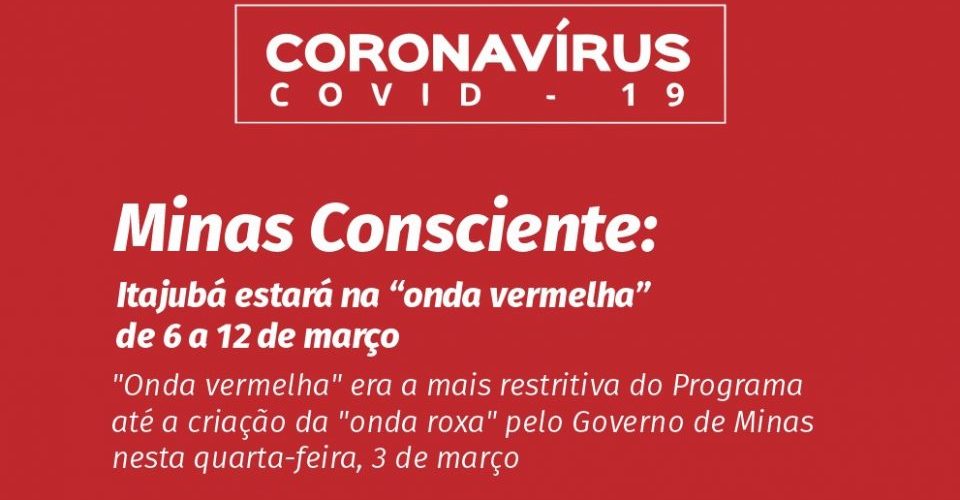 CORONAVÍRUS
COVID - 19
Minas Consciente:
Itajubá estará na “onda vermelha”
de 6 a 12 de março
"Onda vermelha" era a mais restritiva do Programa
até a criação da "onda roxa" pelo Governo de Minas
nesta quarta-feira, 3 de março